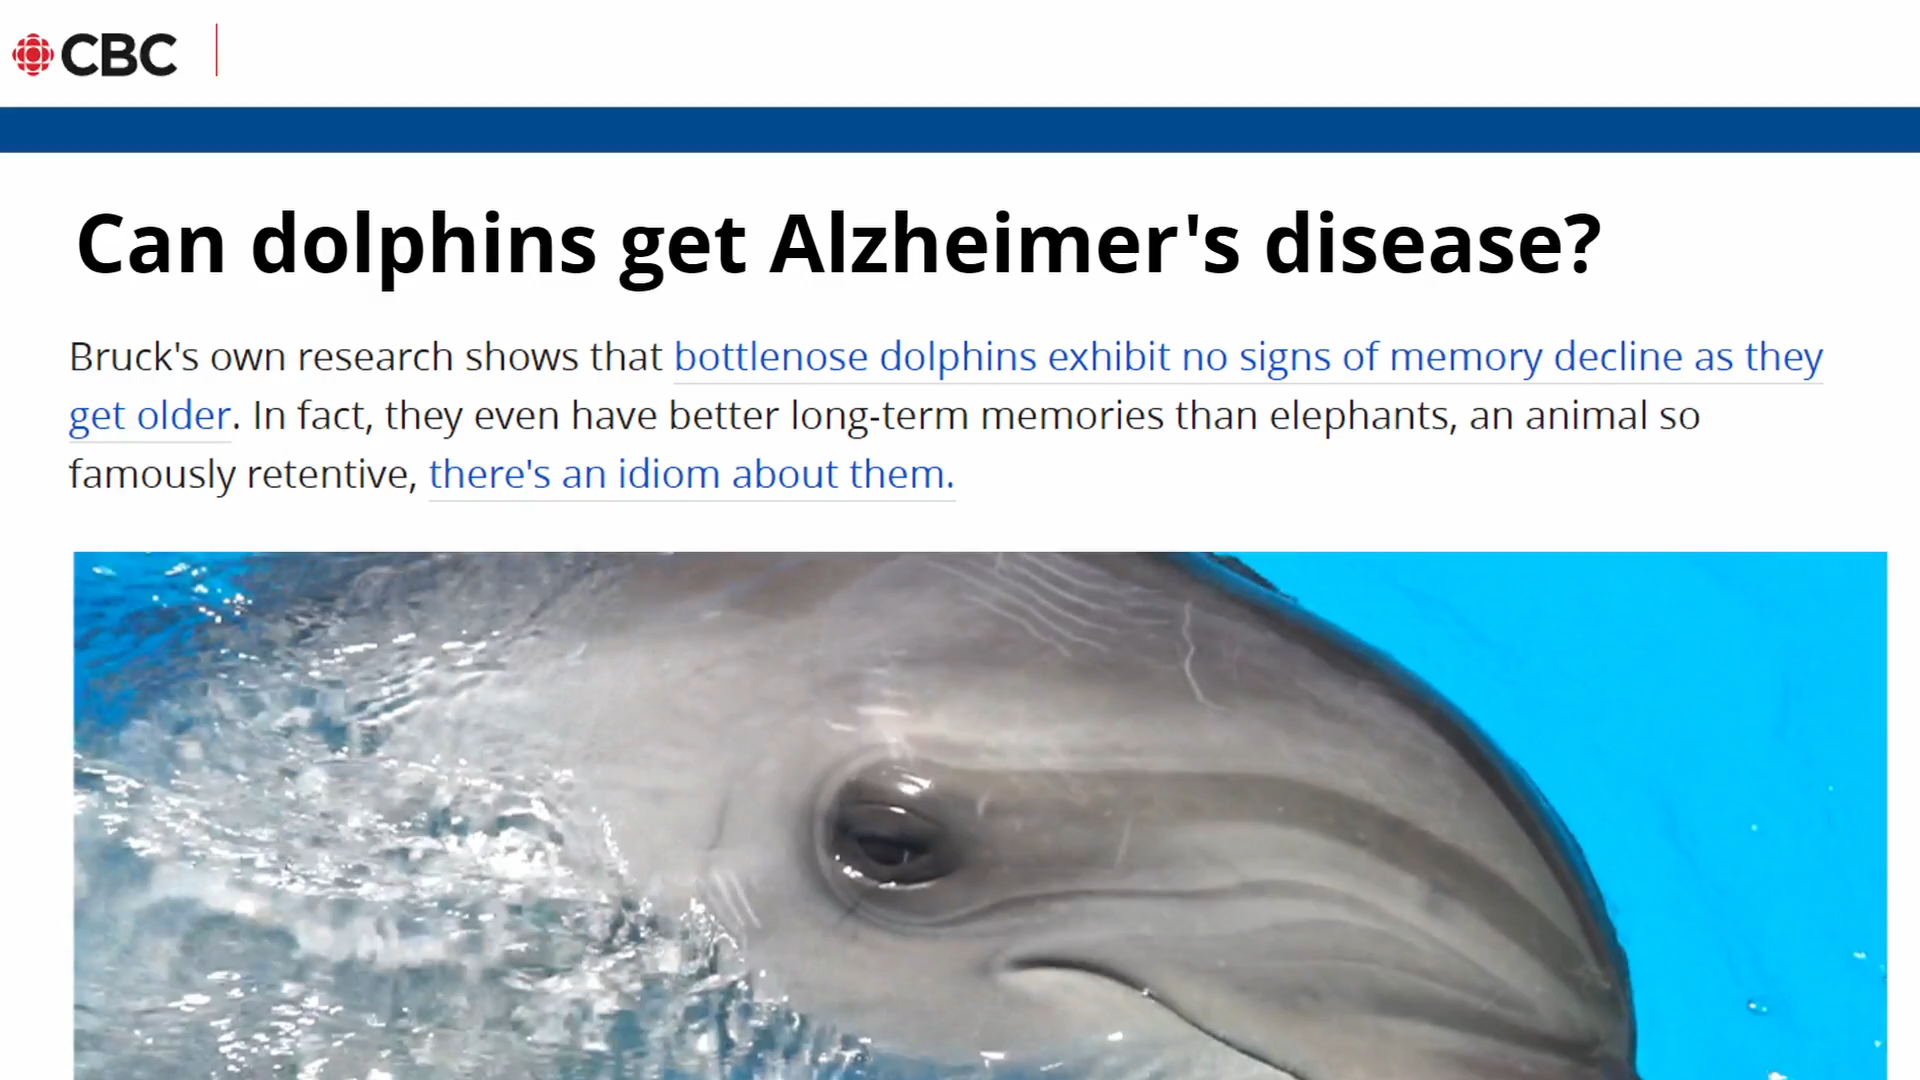 CBC
Can dolphins get Alzheimer's disease?
Bruck's own research shows that bottlenose dolphins exhibit no signs of memory decline as they
get older. In fact, they even have better long-term memories than elephants, an animal so
famously retentive, there's an idiom about them.